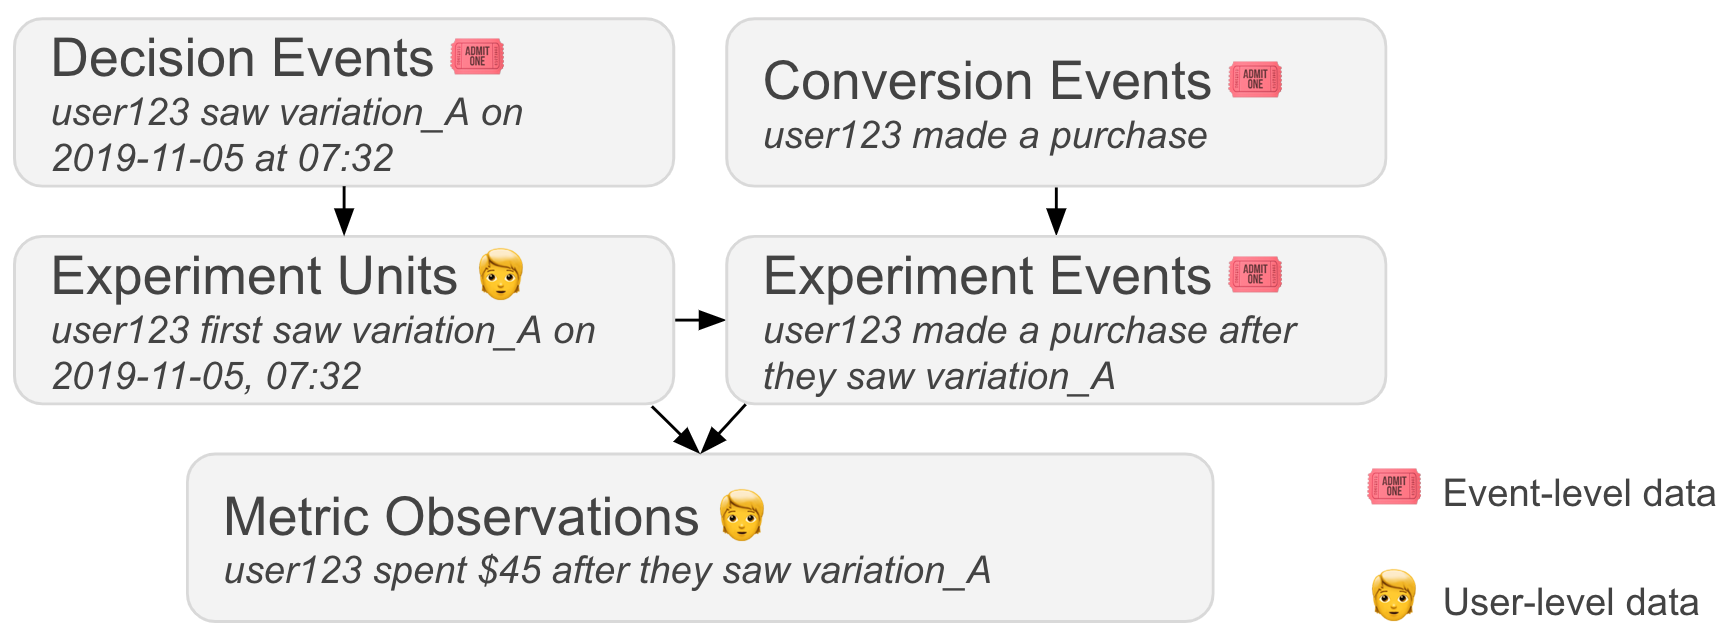 Decision Events
ADMIT
ONE
user123 saw variation_A on
2019-11-05 at 07:32
Conversion Events
ADMIT
ONE
user123 made a purchase
Experiment Units
user123 first saw variation_A on
2019-11-05, 07:32
Experiment Events
ADMIT
ONE
user123 made a purchase after
they saw variation_A
Metric Observations
user123 spent $45 after they saw variation_A
ADMIT
ONE
Event-level data
User-level data